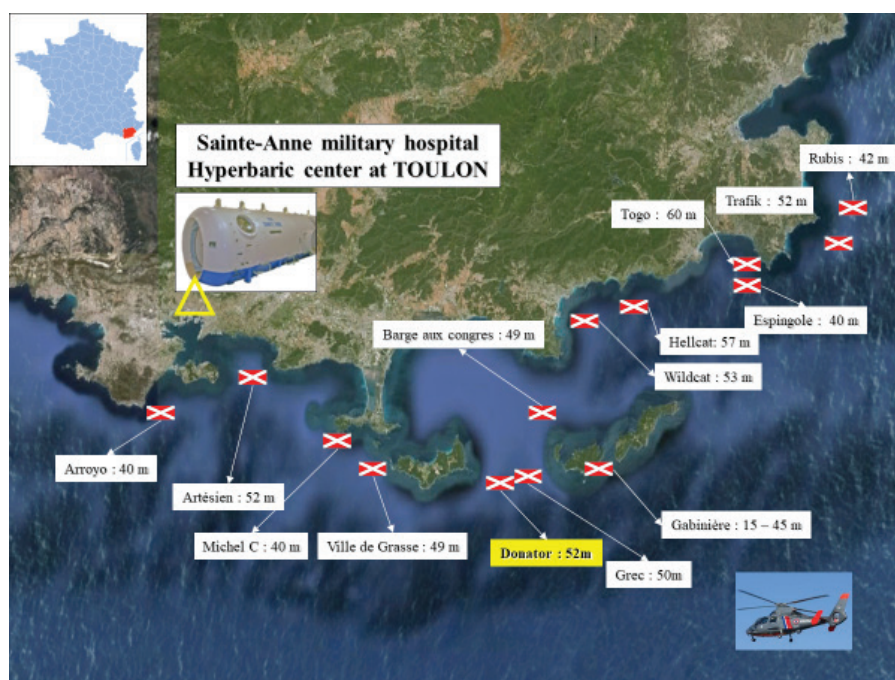 Sainte-Anne military hospital
Hyperbaric center at TOULON
Rubis : 42 m
Trafik : 52 m
Togo : 60 m
Espingole : 40 m
Barge aux congres : 49 m
Hellcat: 57 m
Wildcat : 53 m
Arroyo : 40 m
Artésien : 52 m
Michel C : 40 m
Ville de Grasse : 49 m
Donator : 52m
Gabinière : 15 – 45 m
Grec : 50m